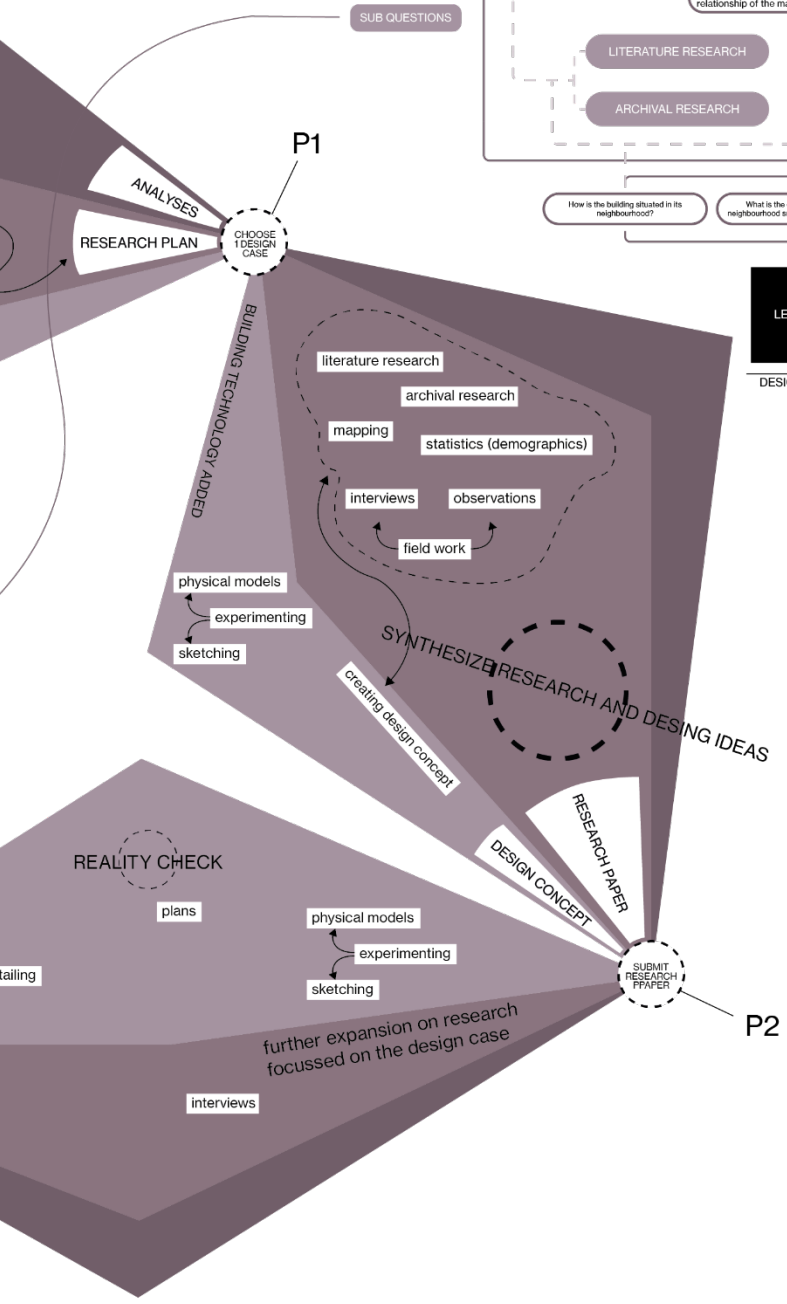 relationship of the ma
SUB QUESTIONS
LITERATURE RESEARCH
ARCHIVAL RESEARCH
P1
ANALYSES
RESEARCH PLAN
CHOOSE
1 DESIGN
CASE
How is the building situated in its
neighbourhood?
What is the
neighbourhood s
LE
DESI
BUILDING TECHNOLOGY ADDED
literature research
archival research
mapping
statistics (demographics)
interviews
observations
field work
physical models
experimenting
sketching
creating design concept
SYNTHESIZE RESEARCH AND DESING IDEAS
RESEARCH PAPER
DESIGN CONCEPT
REALITY CHECK
plans
physical models
experimenting
sketching
tailing
SUBMIT
RESEARCH
PPAPER
P2
further expansion on research
focussed on the design case
interviews